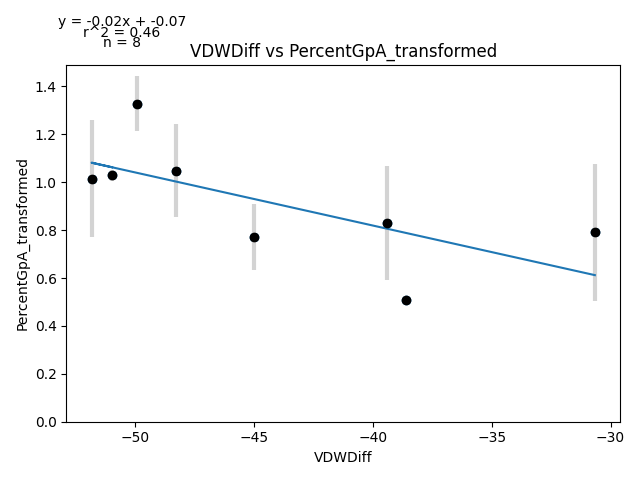 y = -0.02x + -0.07
r^2 = 0.46
n = 8
VDWDiff vs PercentGpA_transformed
PercentGpA_transformed
1.4
1.2
1.0
0.8
0.6
0.4
0.2
0.0
−50
−45
−40
−35
−30
VDWDiff